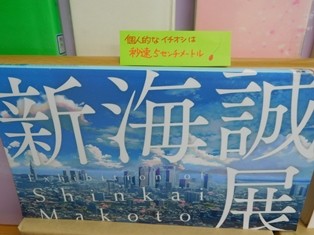 個人的なイチオシは
秒速5センチメートル!
新海誠
展
Exhibition of
Shinkai
Makoto